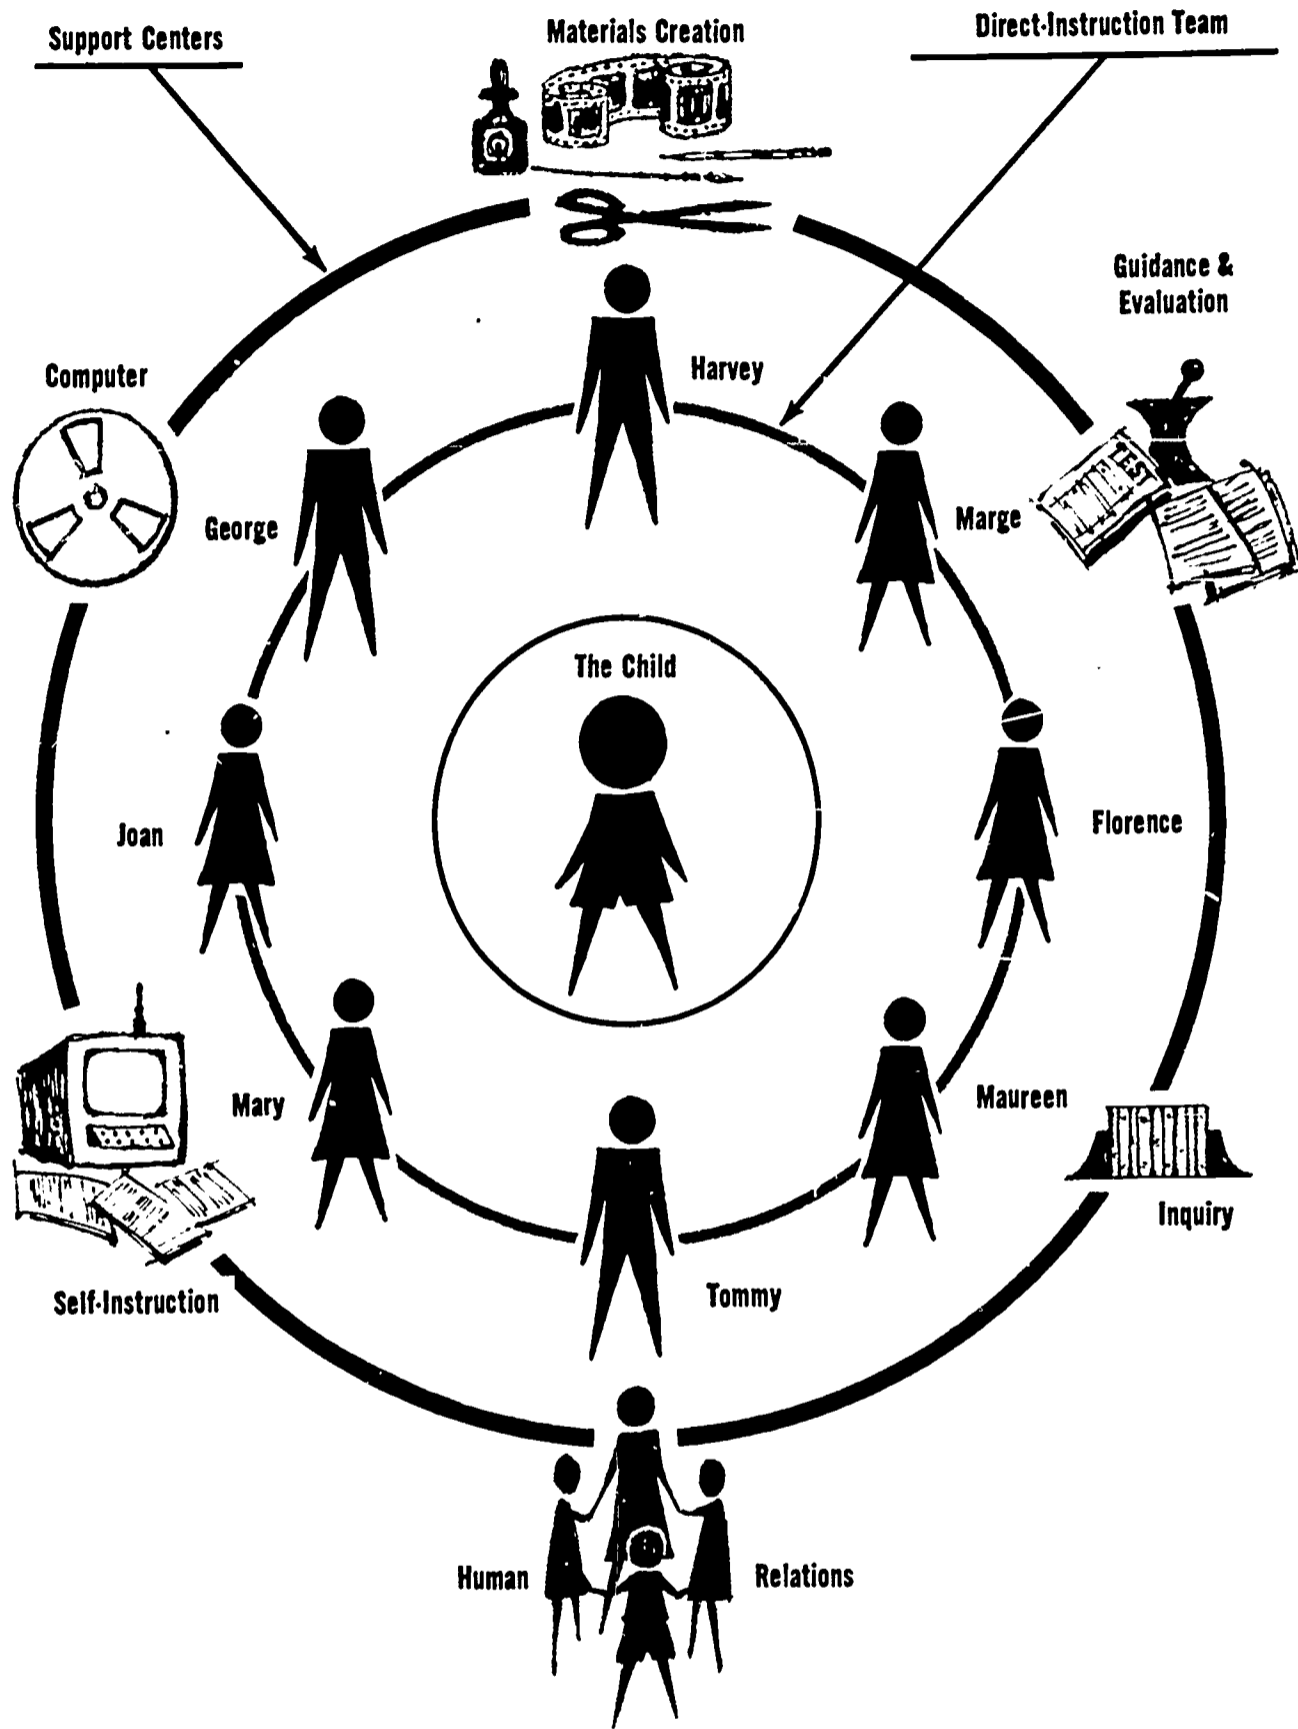 Support Centers
Materials Creation
Direct-Instruction Team
Guidance &
Evaluation
Computer
Harvey
George
Marge
TEST
The Child
Joan
Florence
Mary
Maureen
Inquiry
Self-Instruction
Tommy
Human Relations